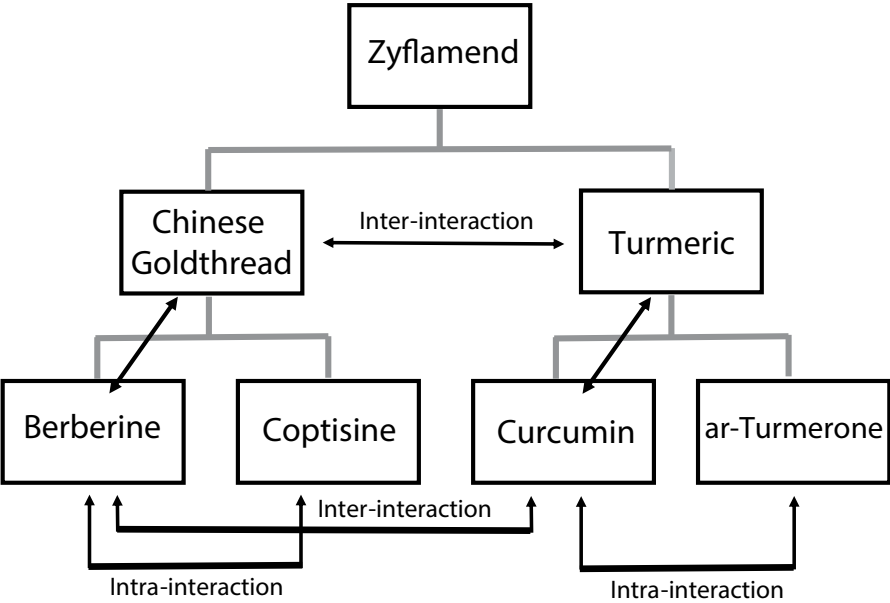 Zyflamend
Chinese
Goldthread
Inter-interaction
Turmeric
Berberine
Coptisine
Curcumin
ar-Turmerone
Inter-interaction
Intra-interaction
Intra-interaction